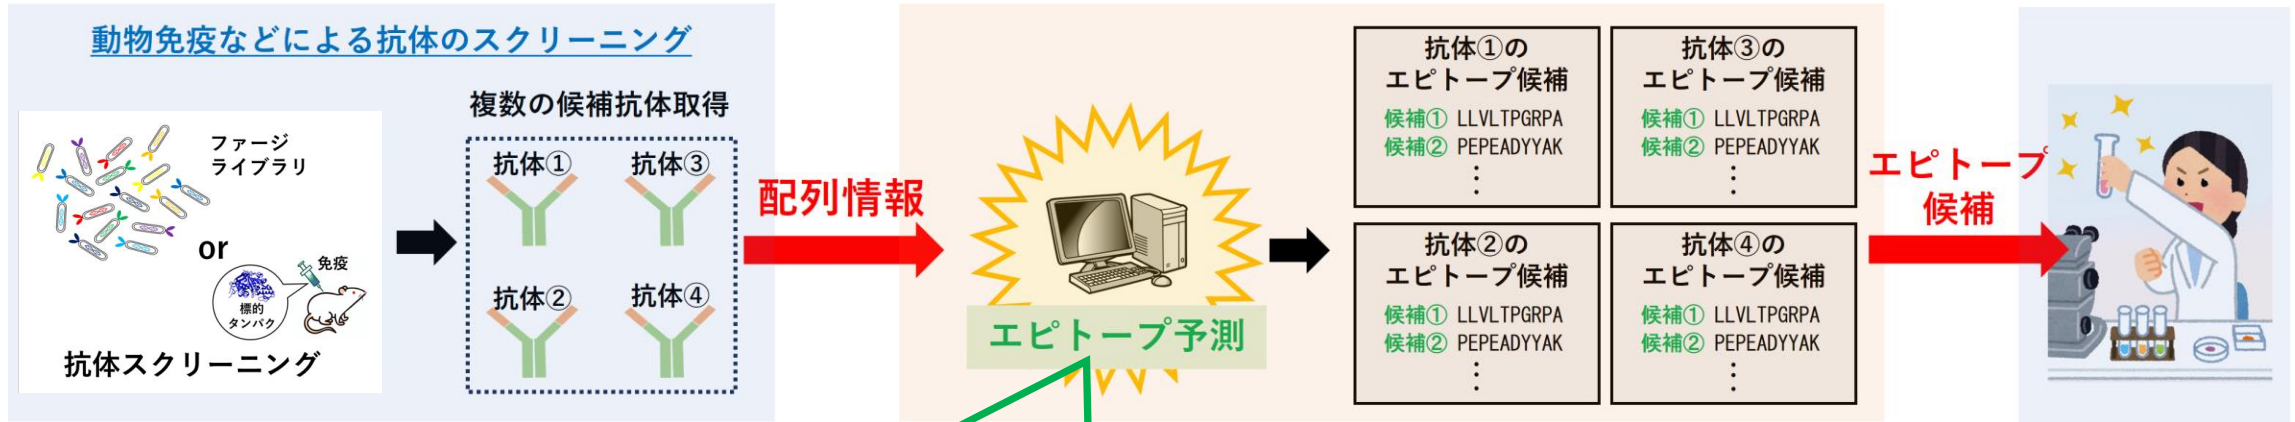 動物免疫などによる抗体のスクリーニング
ファージ
ライブラリ
or
免疫
標的
タンパク
抗体スクリーニング
複数の候補抗体取得
抗体①
抗体③
抗体②
抗体④
配列情報
エピトープ予測
抗体①の
エピトープ候補
候補① LLVLTPGRPA
候補② PEPEADYYAK
⋮
抗体③の
エピトープ候補
候補① LLVLTPGRPA
候補② PEPEADYYAK
⋮
抗体②の
エピトープ候補
候補① LLVLTPGRPA
候補② PEPEADYYAK
⋮
抗体④の
エピトープ候補
候補① LLVLTPGRPA
候補② PEPEADYYAK
⋮
エピトープ
候補